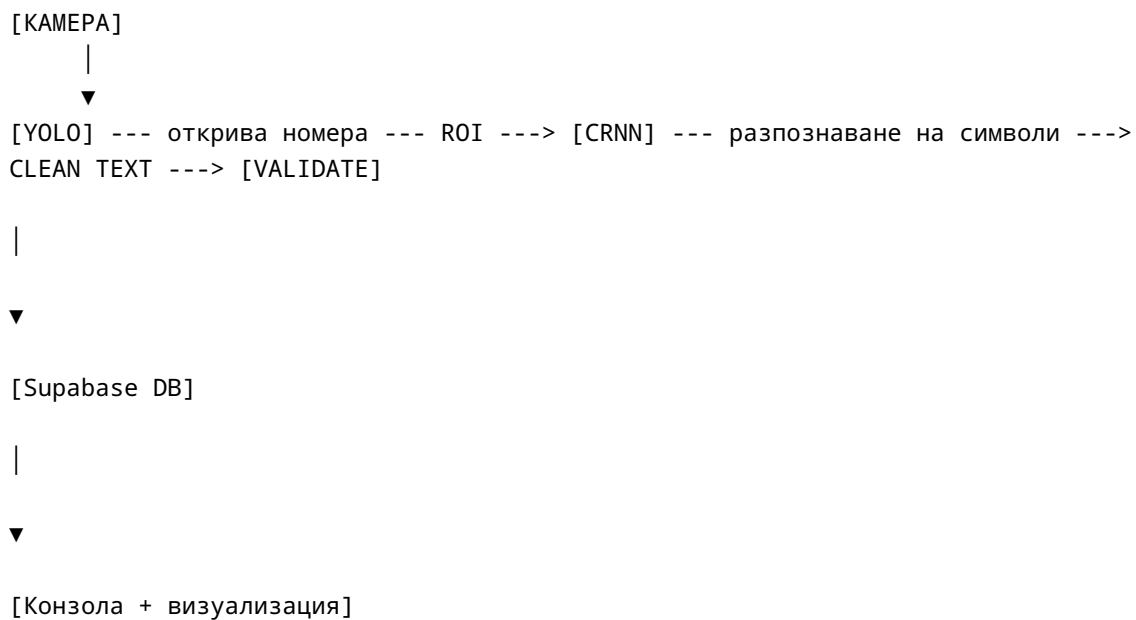 [КАМЕРА]
│
▼
[YOLO] --- открива номера --- ROI ---> [CRNN] --- разпознаване на символи --->
CLEAN TEXT ---> [VALIDATE]
│
▼
[Supabase DB]
│
▼
[Конзола + визуализация]